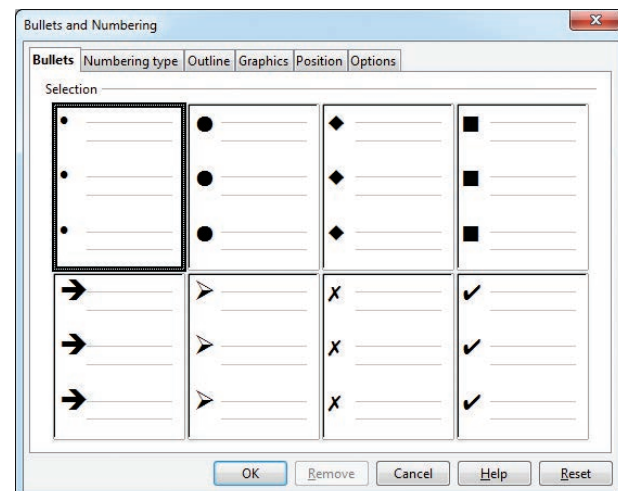 Bullets and Numbering
Bullets Numbering type Outline Graphics Position Options
Selection
OK Remove Cancel Help Reset